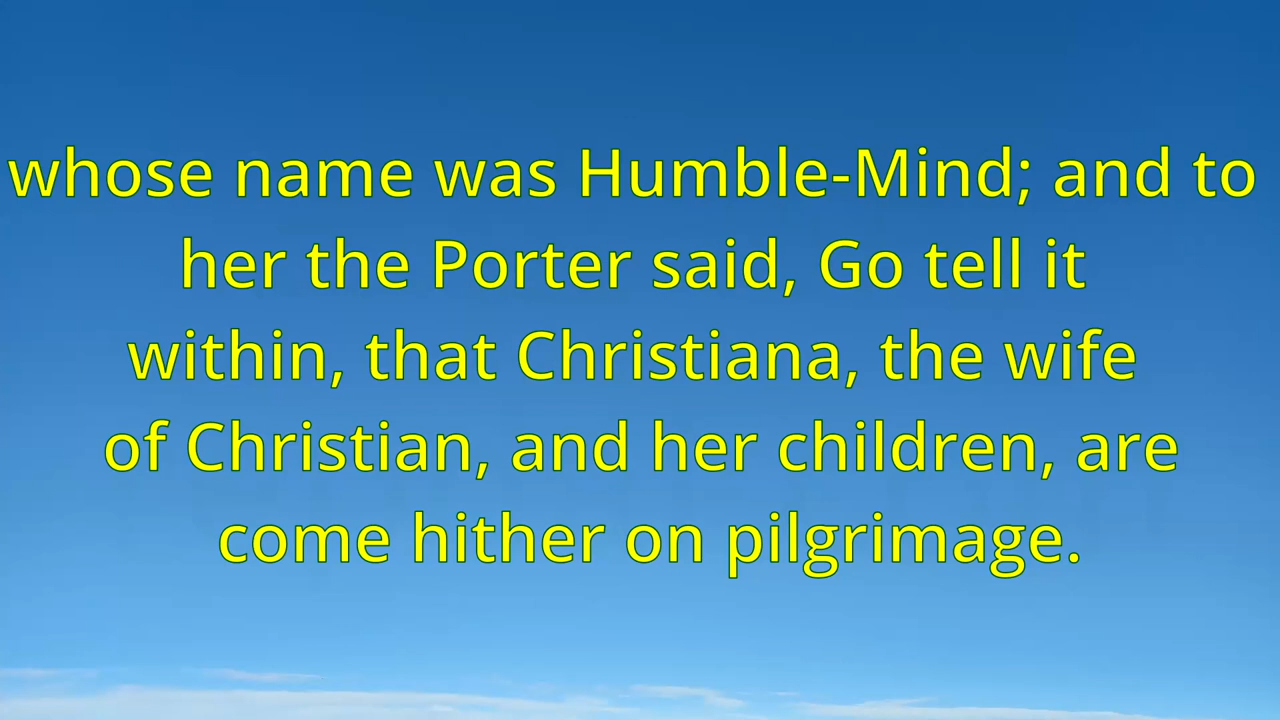 whose name was Humble-Mind; and to
her the Porter said, Go tell it
within, that Christiana, the wife
of Christian, and her children, are
come hither on pilgrimage.